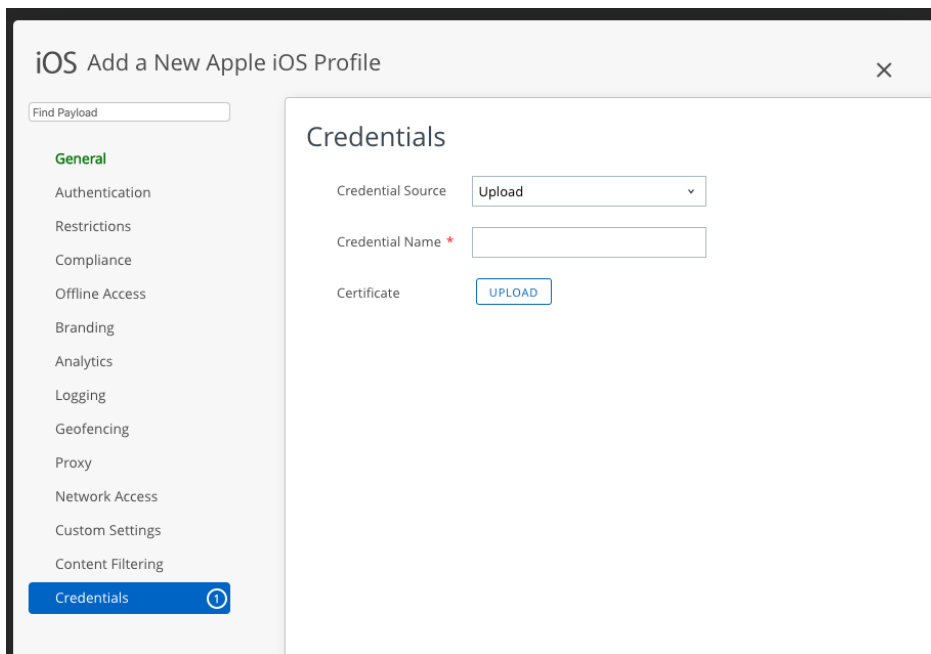 iOS Add a New Apple iOS Profile
Find Payload
General
Authentication
Restrictions
Compliance
Offline Access
Branding
Analytics
Logging
Geofencing
Proxy
Network Access
Custom Settings
Content Filtering
Credentials 1
Credentials
Credential Source Upload
Credential Name *
Certificate UPLOAD